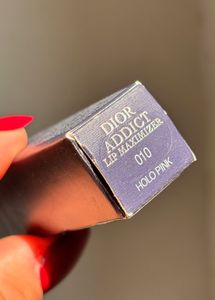 DIOR
ADDICT
LIP MAXIMIZER
010
HOLO PINK